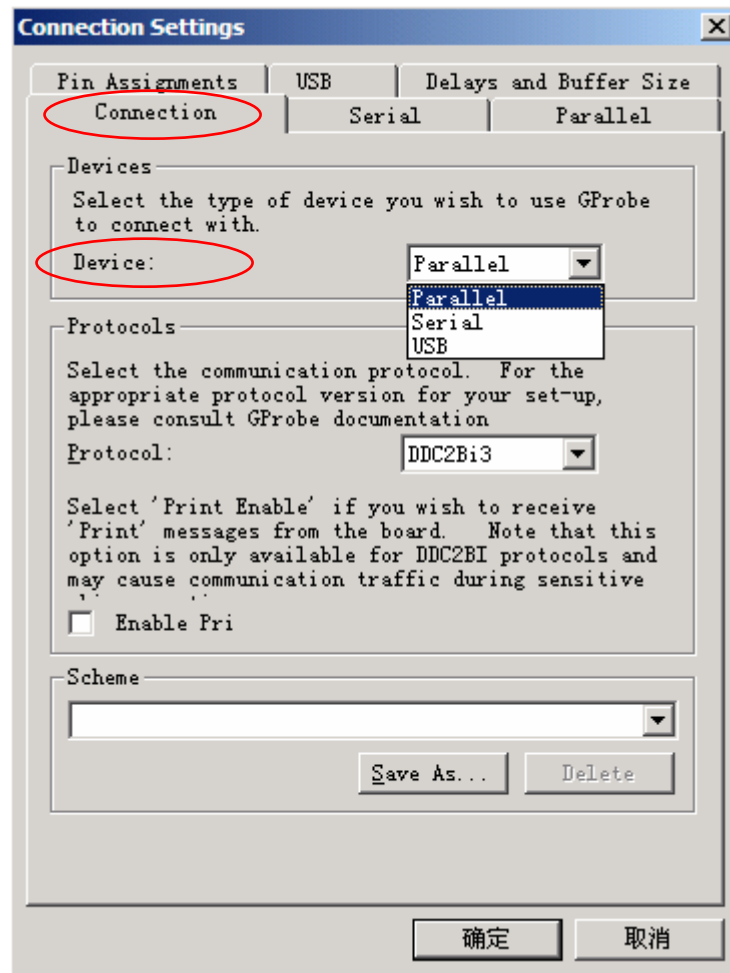 Connection Settings
Pin Assignments USB Delays and Buffer Size
Connection Serial Parallel
Devices
Select the type of device you wish to use GProbe
to connect with.
Device: Parallel
Parallel
Serial
USB
Protocols
Select the communication protocol. For the
appropriate protocol version for your set-up,
please consult GProbe documentation
Protocol: DDC2Bi3
Select 'Print Enable' if you wish to receive
'Print' messages from the board. Note that this
option is only available for DDC2BI protocols and
may cause communication traffic during sensitive
Enable Pri
Scheme
Save As... Delete
确定 取消